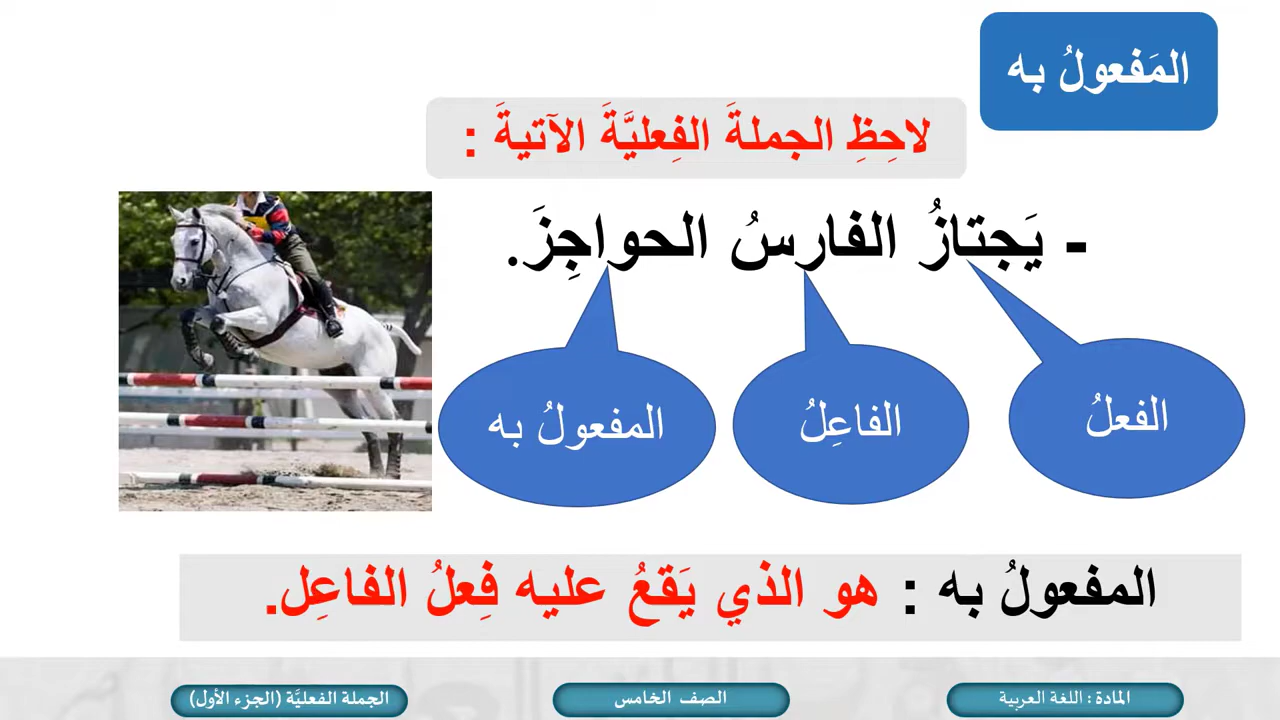 المَفعولُ به
لاحِظِ الجملةَ الفِعليَّةَ الآتيةَ :
- يَجتازُ الفارسُ الحواجِزَ.
الفعلُ
الفاعِلُ
المفعولُ به
المفعولُ به : هو الذي يَقعُ عليه فِعلُ الفاعِل.
المادة : اللغة العربية
الصف الخامس
الجملة الفعليَّة (الجزء الأول)